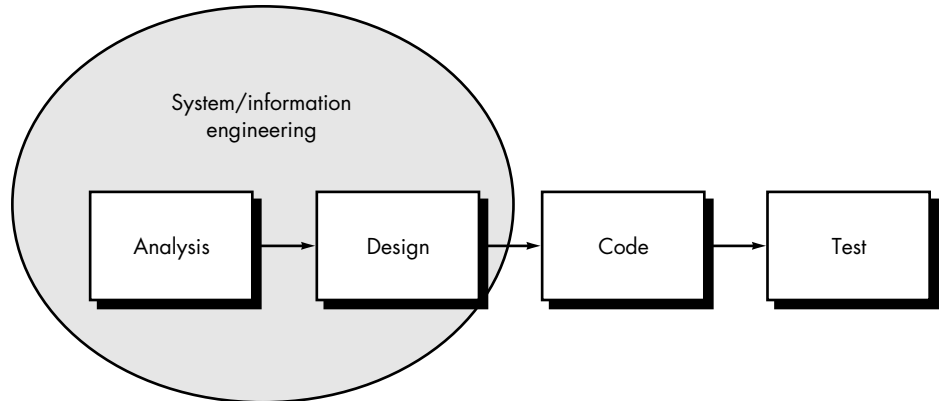 System/information
engineering
Analysis
Design
Code
Test